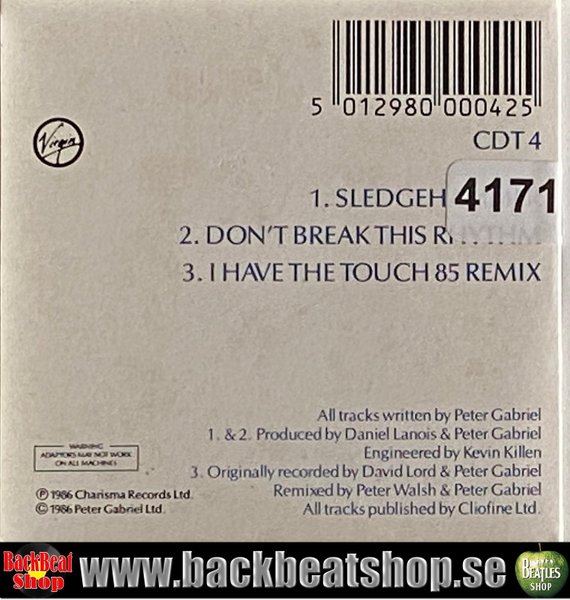 5 012980 000425
Virgin
CDT 4
4171
1. SLEDGEH
2. DON'T BREAK THIS RHYTHM
3. I HAVE THE TOUCH 85 REMIX
All tracks written by Peter Gabriel
1. & 2. Produced by Daniel Lanois & Peter Gabriel
Engineered by Kevin Killen
3. Originally recorded by David Lord & Peter Gabriel
Remixed by Peter Walsh & Peter Gabriel
All tracks published by Cliofine Ltd.
WARNING
ADAPTORS MAY NOT WORK
ON ALL MACHINES
℗ 1986 Charisma Records Ltd.
© 1986 Peter Gabriel Ltd.
BackBeat
Shop
www.backbeatshop.se
BEATLES
SHOP